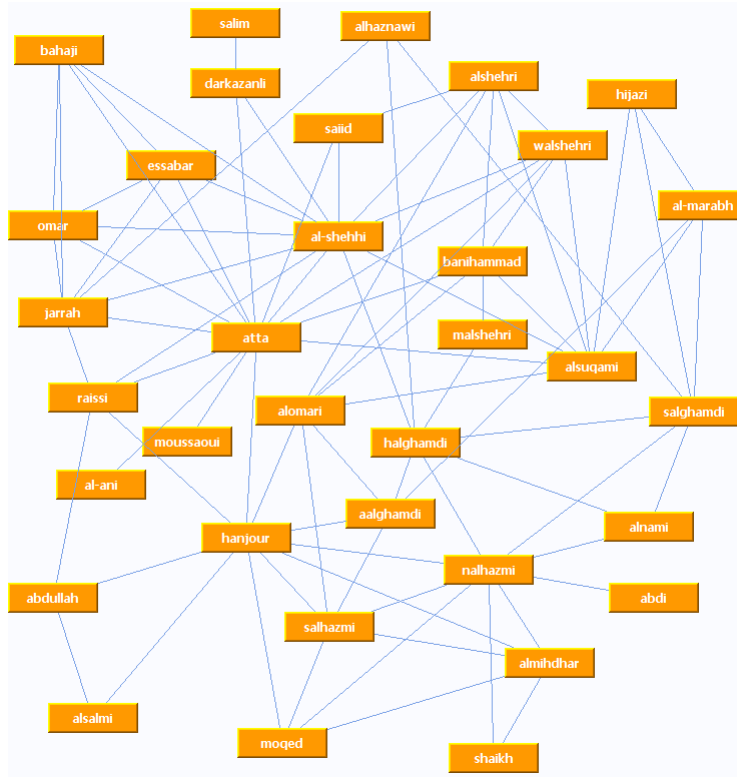 salim
alhaznawi
bahaji
alshehri
darkazanli
hijazi
saiid
walshehri
essabar
al-marabh
omar
al-shehhi
banihammad
jarrah
atta
malshehri
alsuqami
raissi
alomari
salghamdi
moussaoui
halghamdi
al-ani
aalghamdi
alnami
hanjour
nalhazmi
abdullah
abdi
salhazmi
almihdhar
alsalmi
moqed
shaikh